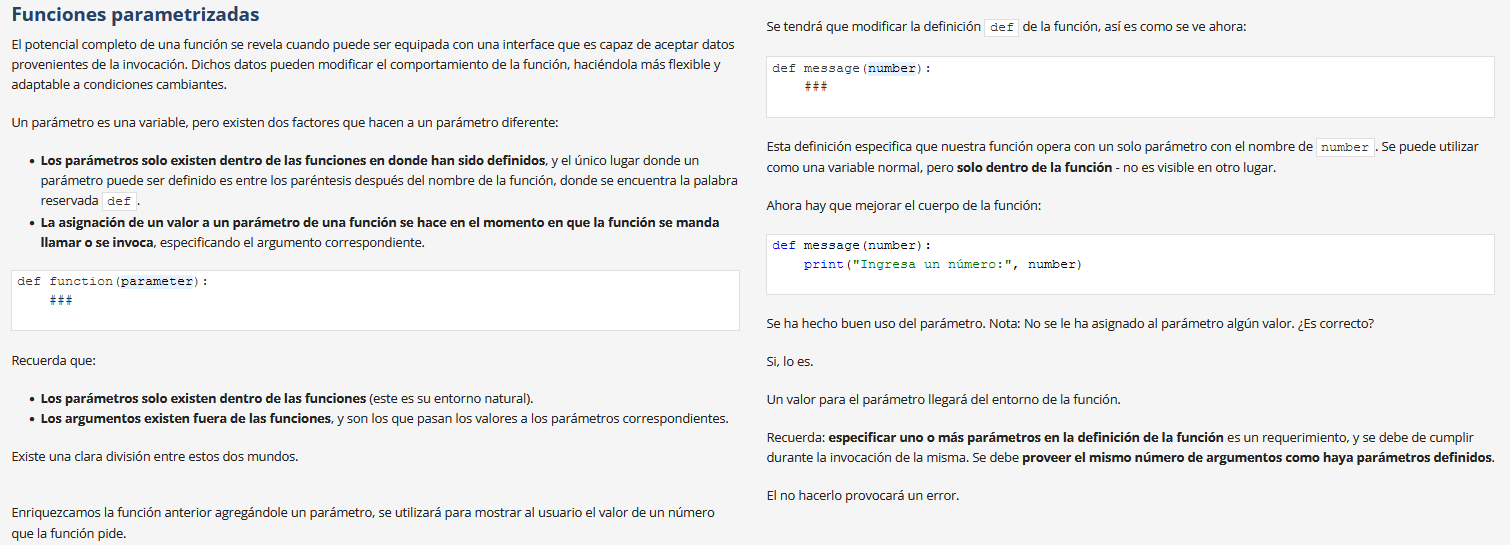 Funciones parametrizadas
El potencial completo de una función se revela cuando puede ser equipada con una interface que es capaz de aceptar datos
provenientes de la invocación. Dichos datos pueden modificar el comportamiento de la función, haciéndola más flexible y
adaptable a condiciones cambiantes.
Un parámetro es una variable, pero existen dos factores que hacen a un parámetro diferente:
• Los parámetros solo existen dentro de las funciones en donde han sido definidos, y el único lugar donde un
parámetro puede ser definido es entre los paréntesis después del nombre de la función, donde se encuentra la palabra
reservada def.
• La asignación de un valor a un parámetro de una función se hace en el momento en que la función se manda
llamar o se invoca, especificando el argumento correspondiente.
def function(parameter):
    ###
Recuerda que:
• Los parámetros solo existen dentro de las funciones (este es su entorno natural).
• Los argumentos existen fuera de las funciones, y son los que pasan los valores a los parámetros correspondientes.
Existe una clara división entre estos dos mundos.
Enriquezcamos la función anterior agregándole un parámetro, se utilizará para mostrar al usuario el valor de un número
que la función pide.
Se tendrá que modificar la definición def de la función, así es como se ve ahora:
def message(number):
    ###
Esta definición especifica que nuestra función opera con un solo parámetro con el nombre de number. Se puede utilizar
como una variable normal, pero solo dentro de la función - no es visible en otro lugar.
Ahora hay que mejorar el cuerpo de la función:
def message(number):
    print("Ingresa un número:", number)
Se ha hecho buen uso del parámetro. Nota: No se le ha asignado al parámetro algún valor. ¿Es correcto?
Si, lo es.
Un valor para el parámetro llegará del entorno de la función.
Recuerda: especificar uno o más parámetros en la definición de la función es un requerimiento, y se debe de cumplir
durante la invocación de la misma. Se debe proveer el mismo número de argumentos como haya parámetros definidos.
El no hacerlo provocará un error.